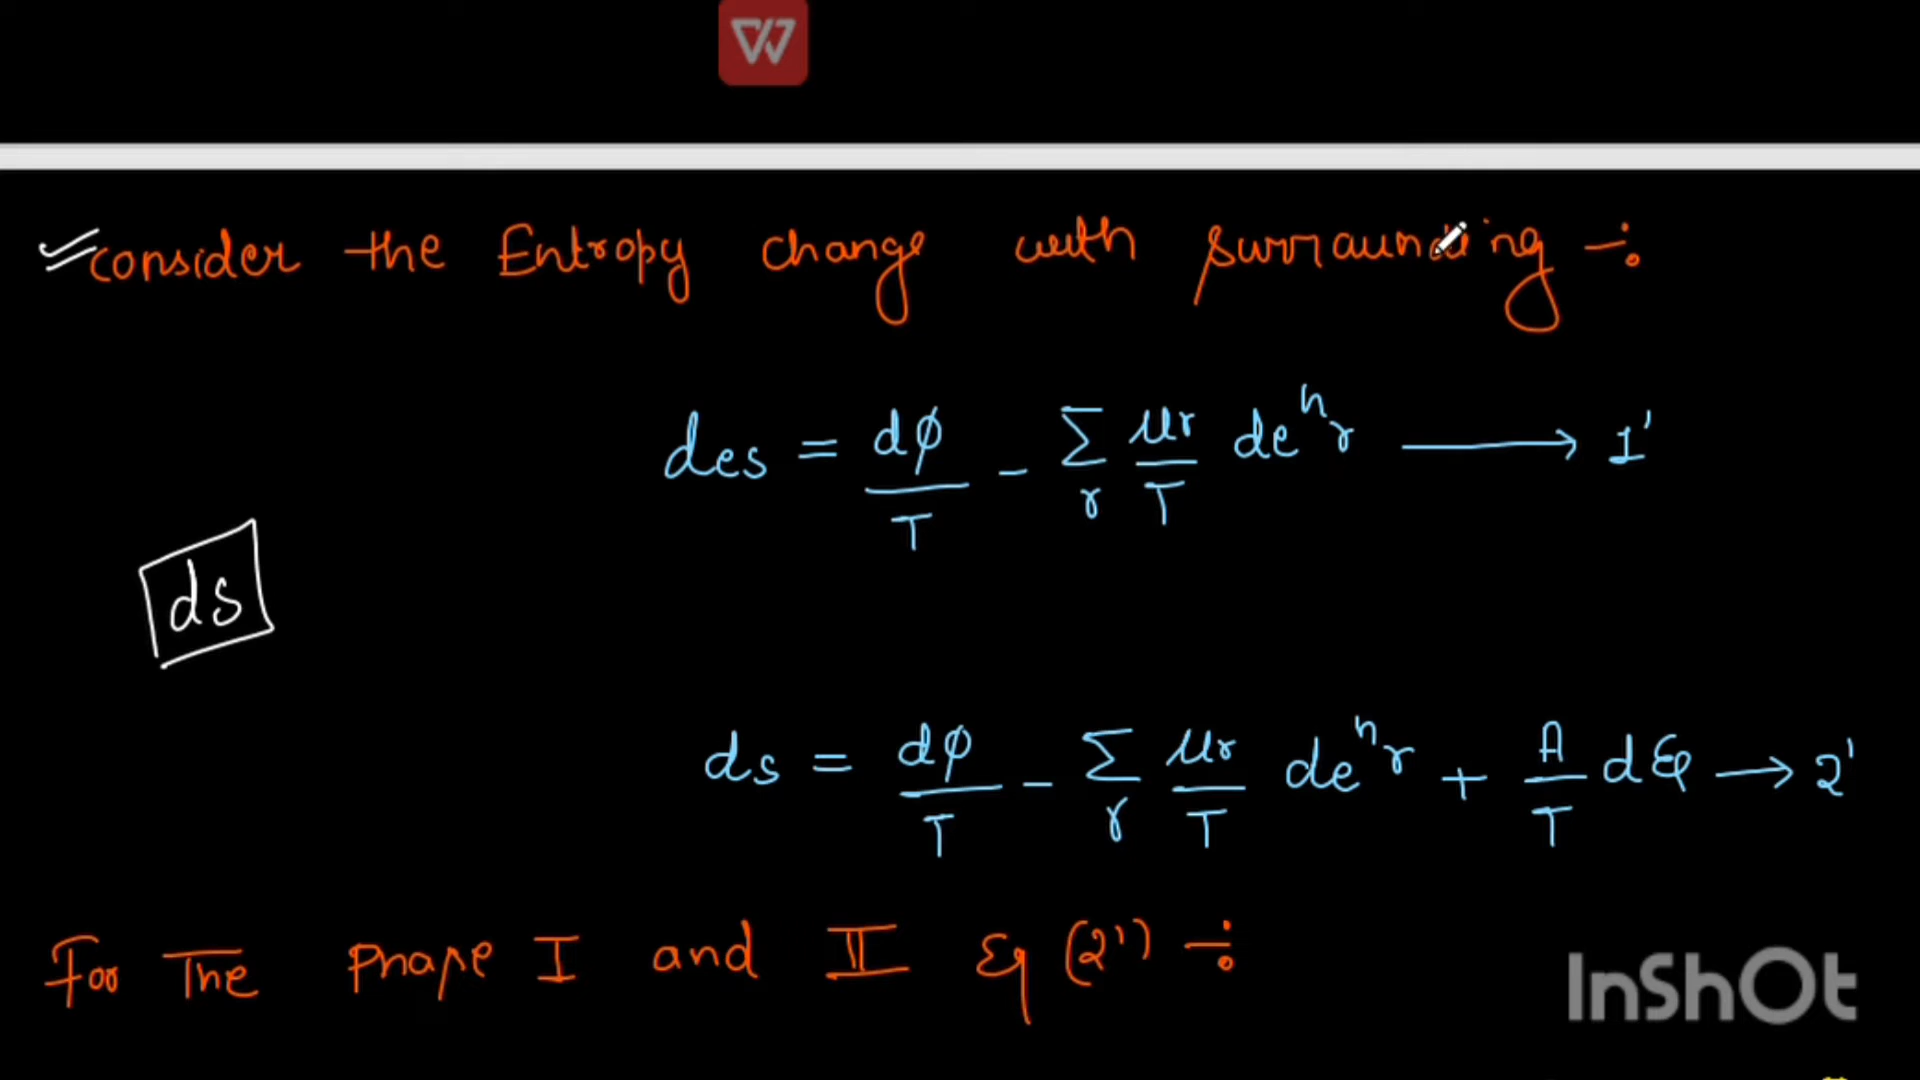 consider the Entropy change with surraunding ÷
des = dφ/T - Σr μr/T deⁿr → 1'
ds
ds = dφ/T - Σr μr/T deⁿr + A/T dξ → 2'
For The phase I and II Eq (2') ÷
InShOt